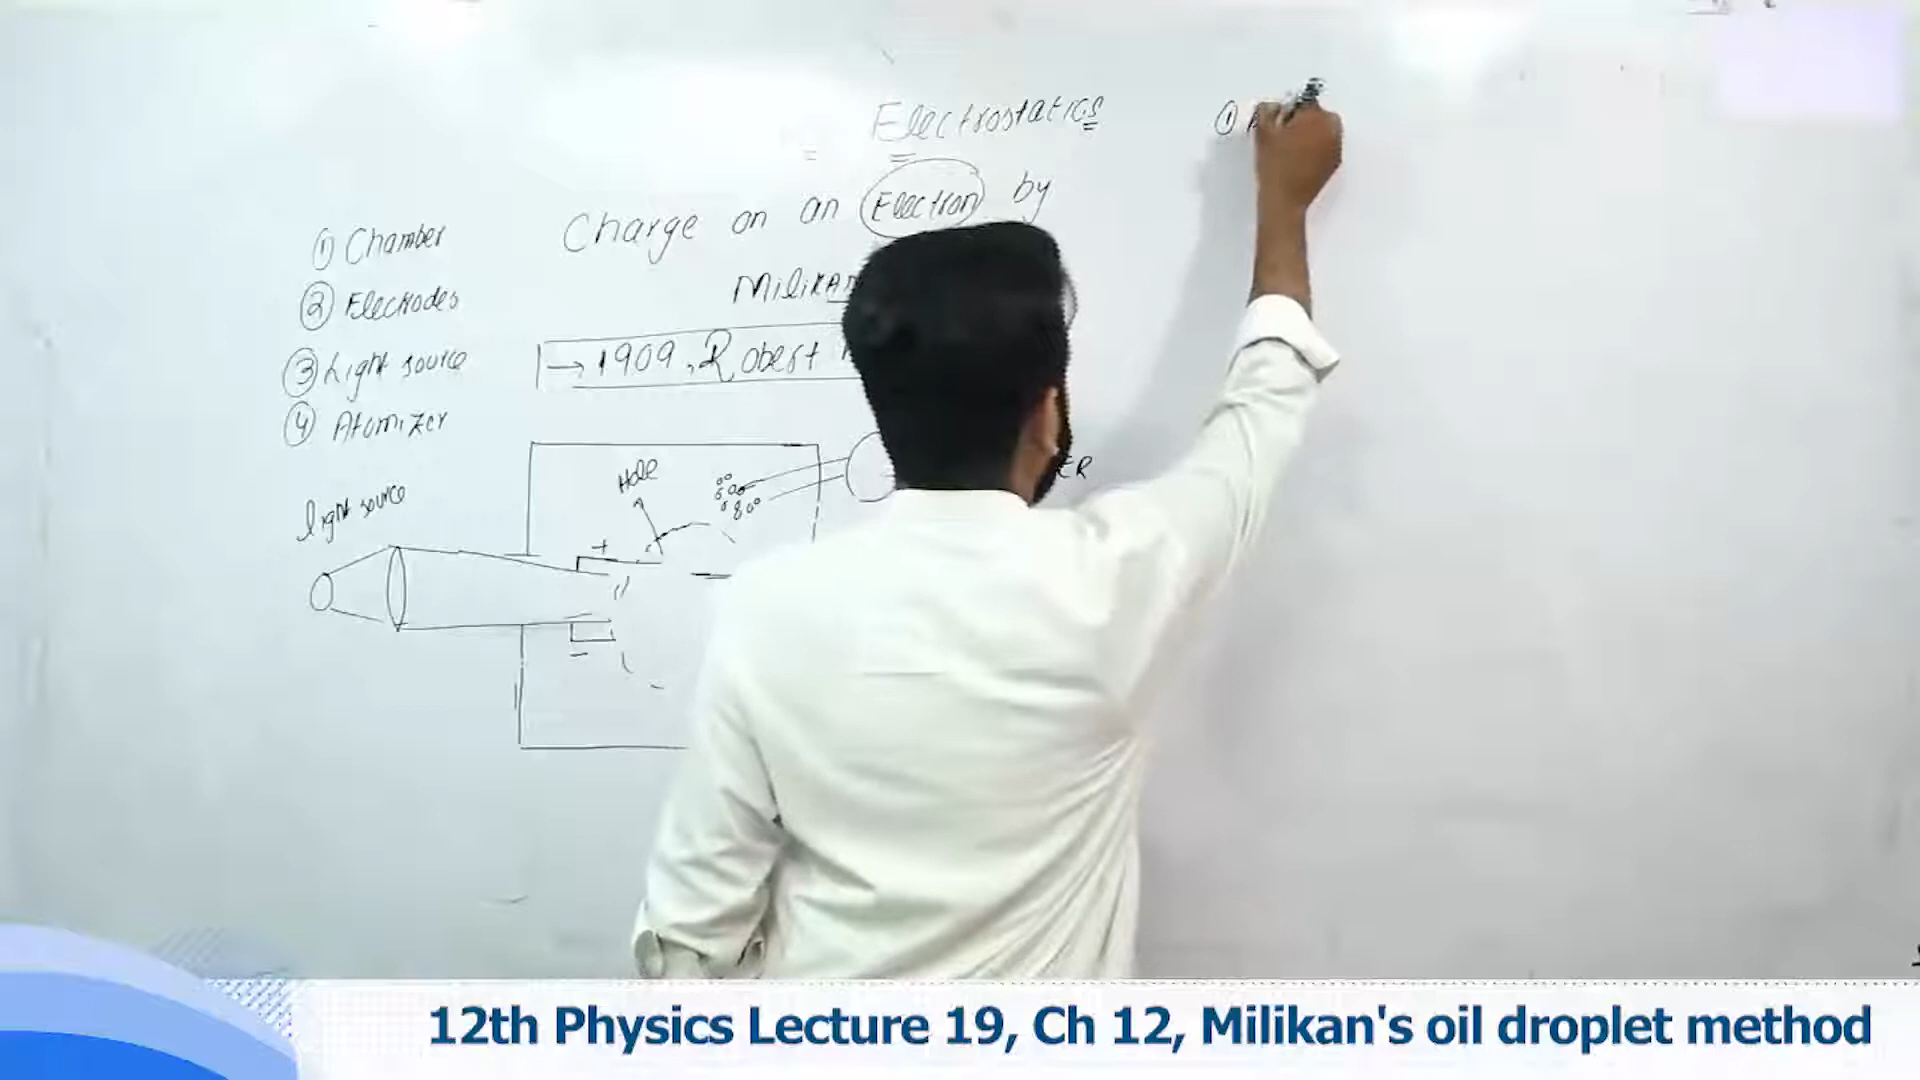 Electrostatics
Charge on an Electron by
→ 1909, Robert
① Chamber
② Electrodes
③ Light source
④ Atomizer
light source
Hole
+
-
①
12th Physics Lecture 19, Ch 12, Milikan's oil droplet method